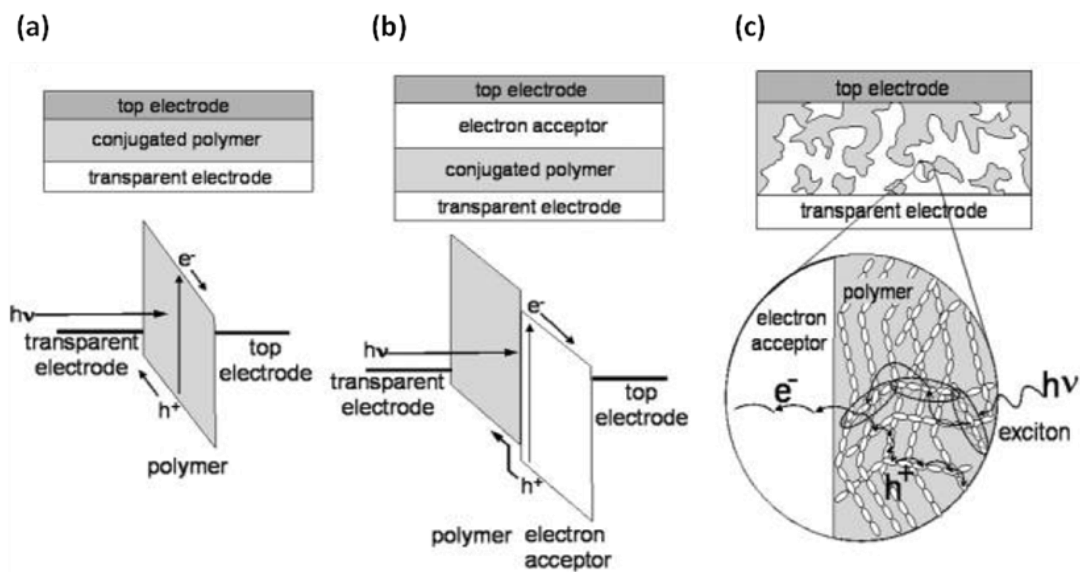 (a)
(b)
(c)
top electrode
conjugated polymer
transparent electrode
e-
hν
transparent
electrode
top
electrode
h+
polymer
top electrode
electron acceptor
conjugated polymer
transparent electrode
e-
hν
transparent
electrode
top
electrode
h+
polymer electron
acceptor
top electrode
transparent electrode
polymer
electron
acceptor
e-
hν
exciton
h+